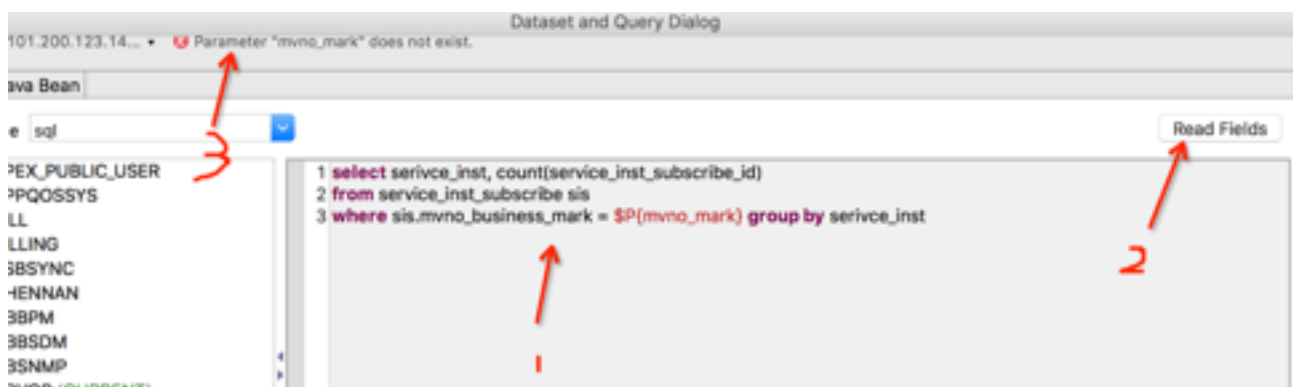 Dataset and Query Dialog
101.200.123.14... Parameter "mvno_mark" does not exist.
ava Bean
e sql
Read Fields
3
PEX_PUBLIC_USER
PPQOSSYS
LL
LLING
SBSYNC
HENNAN
BBPM
BBSDM
BSNMP
(CURRENT)
1 select serivce_inst, count(service_inst_subscribe_id)
2 from service_inst_subscribe sis
3 where sis.mvno_business_mark = $P{mvno_mark} group by serivce_inst
2
1